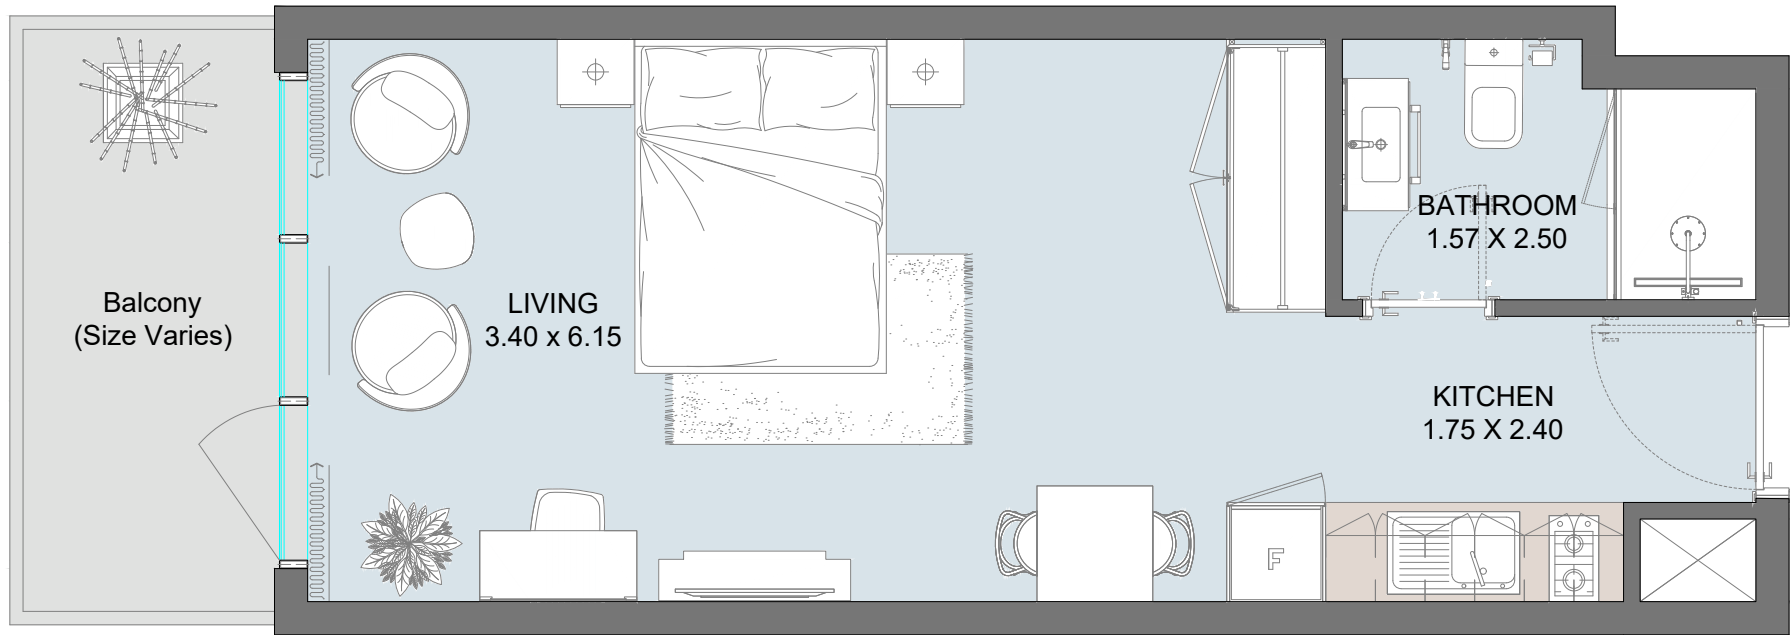 BATHROOM
1.57 X 2.50
Balcony
(Size Varies)
LIVING
3.40 x 6.15
KITCHEN
1.75 X 2.40
F